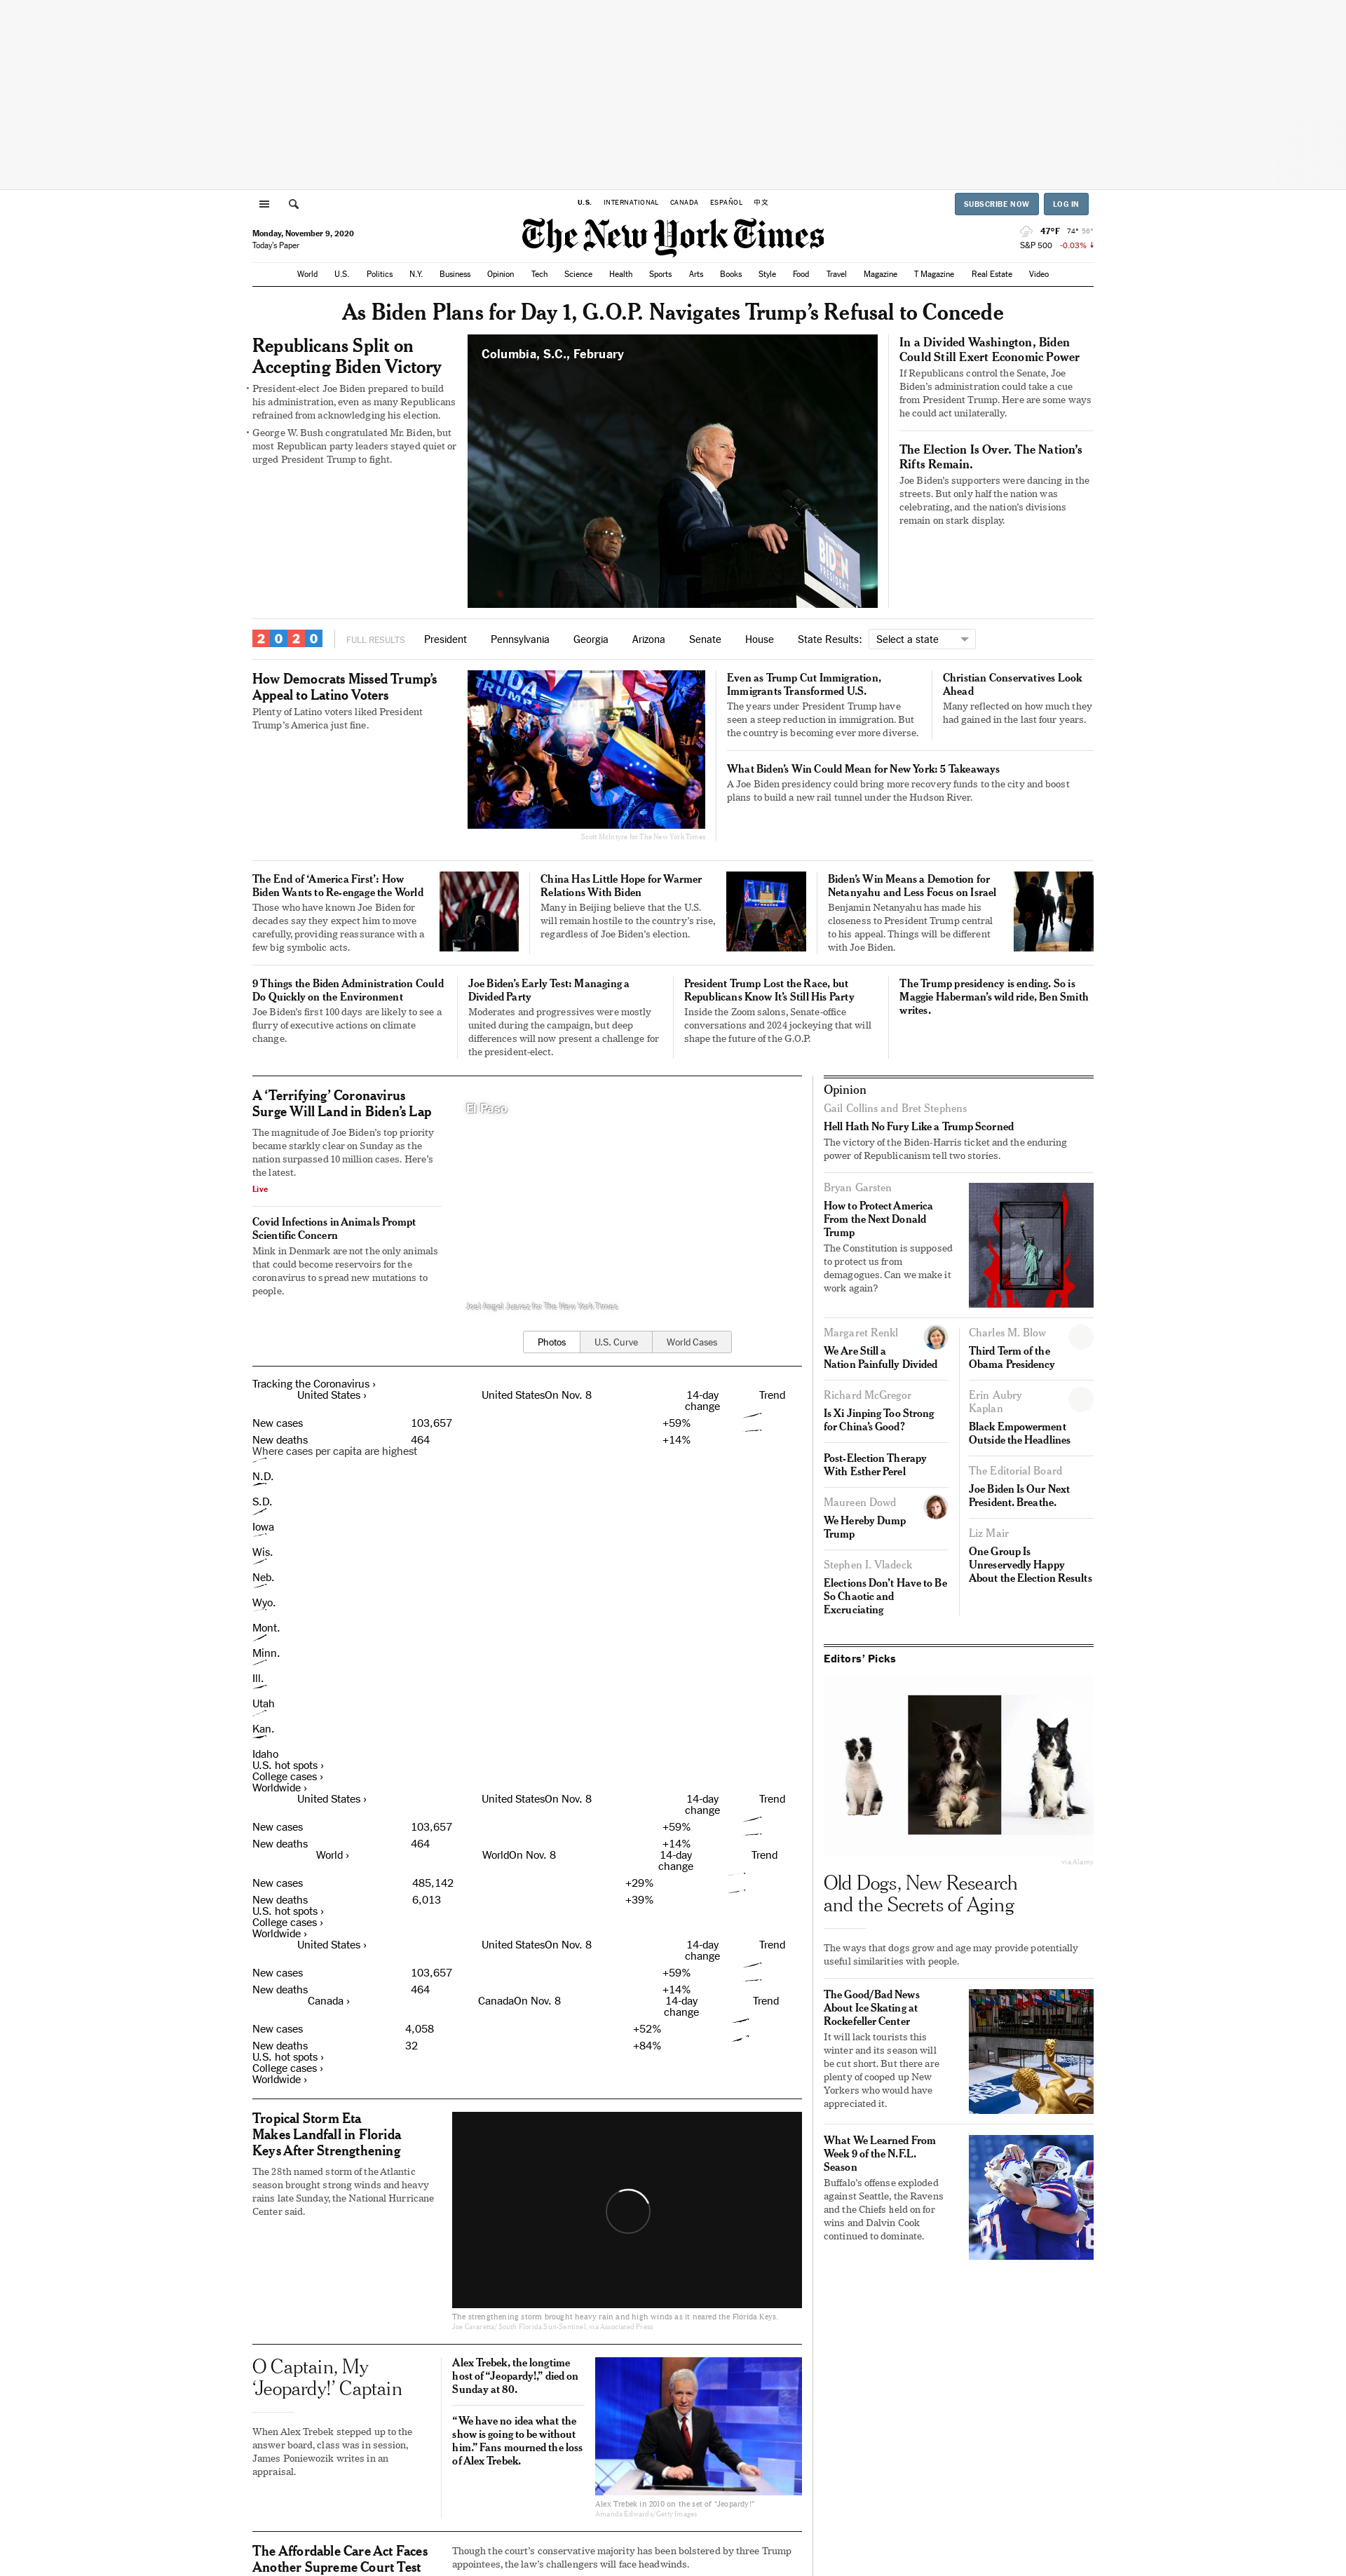 U.S.
INTERNATIONAL
CANADA
ESPAÑOL
中文
SUBSCRIBE NOW
LOG IN
Monday, November 9, 2020
Today's Paper
The New York Times
47°F 74° 56°
S&P 500 -0.03%
World U.S. Politics N.Y. Business Opinion Tech Science Health Sports Arts Books Style Food Travel Magazine T Magazine Real Estate Video
As Biden Plans for Day 1, G.O.P. Navigates Trump’s Refusal to Concede
Republicans Split on
Accepting Biden Victory
• President-elect Joe Biden prepared to build
his administration, even as many Republicans
refrained from acknowledging his election.
• George W. Bush congratulated Mr. Biden, but
most Republican party leaders stayed quiet or
urged President Trump to fight.
Columbia, S.C., February
BIDEN
PRESIDENT
In a Divided Washington, Biden
Could Still Exert Economic Power
If Republicans control the Senate, Joe
Biden’s administration could take a cue
from President Trump. Here are some ways
he could act unilaterally.
The Election Is Over. The Nation’s
Rifts Remain.
Joe Biden’s supporters were dancing in the
streets. But only half the nation was
celebrating, and the nation’s divisions
remain on stark display.
2020
FULL RESULTS
President Pennsylvania Georgia Arizona Senate House State Results: Select a state
How Democrats Missed Trump’s
Appeal to Latino Voters
Plenty of Latino voters liked President
Trump’s America just fine.
TRUMP
Scott McIntyre for The New York Times
Even as Trump Cut Immigration,
Immigrants Transformed U.S.
The years under President Trump have
seen a steep reduction in immigration. But
the country is becoming ever more diverse.
Christian Conservatives Look
Ahead
Many reflected on how much they
had gained in the last four years.
What Biden’s Win Could Mean for New York: 5 Takeaways
A Joe Biden presidency could bring more recovery funds to the city and boost
plans to build a new rail tunnel under the Hudson River.
The End of ‘America First’: How
Biden Wants to Re-engage the World
Those who have known Joe Biden for
decades say they expect him to move
carefully, providing reassurance with a
few big symbolic acts.
China Has Little Hope for Warmer
Relations With Biden
Many in Beijing believe that the U.S.
will remain hostile to the country’s rise,
regardless of Joe Biden’s election.
Biden’s Win Means a Demotion for
Netanyahu and Less Focus on Israel
Benjamin Netanyahu has made his
closeness to President Trump central
to his appeal. Things will be different
with Joe Biden.
9 Things the Biden Administration Could
Do Quickly on the Environment
Joe Biden’s first 100 days are likely to see a
flurry of executive actions on climate
change.
Joe Biden’s Early Test: Managing a
Divided Party
Moderates and progressives were mostly
united during the campaign, but deep
differences will now present a challenge for
the president-elect.
President Trump Lost the Race, but
Republicans Know It’s Still His Party
Inside the Zoom salons, Senate-office
conversations and 2024 jockeying that will
shape the future of the G.O.P.
The Trump presidency is ending. So is
Maggie Haberman’s wild ride, Ben Smith
writes.
A ‘Terrifying’ Coronavirus
Surge Will Land in Biden’s Lap
The magnitude of Joe Biden’s top priority
became starkly clear on Sunday as the
nation surpassed 10 million cases. Here’s
the latest.
Live
Covid Infections in Animals Prompt
Scientific Concern
Mink in Denmark are not the only animals
that could become reservoirs for the
coronavirus to spread new mutations to
people.
El Paso
Joel Angel Juarez for The New York Times
Photos
U.S. Curve
World Cases
Tracking the Coronavirus ›
United States › United StatesOn Nov. 8 14-day
change Trend
New cases 103,657 +59%
New deaths 464 +14%
Where cases per capita are highest
N.D.
S.D.
Iowa
Wis.
Neb.
Wyo.
Mont.
Minn.
Ill.
Utah
Kan.
Idaho
U.S. hot spots ›
College cases ›
Worldwide ›
United States › United StatesOn Nov. 8 14-day
change Trend
New cases 103,657 +59%
New deaths 464 +14%
World › WorldOn Nov. 8 14-day
change Trend
New cases 485,142 +29%
New deaths 6,013 +39%
U.S. hot spots ›
College cases ›
Worldwide ›
United States › United StatesOn Nov. 8 14-day
change Trend
New cases 103,657 +59%
New deaths 464 +14%
Canada › CanadaOn Nov. 8 14-day
change Trend
New cases 4,058 +52%
New deaths 32 +84%
U.S. hot spots ›
College cases ›
Worldwide ›
Tropical Storm Eta
Makes Landfall in Florida
Keys After Strengthening
The 28th named storm of the Atlantic
season brought strong winds and heavy
rains late Sunday, the National Hurricane
Center said.
The strengthening storm brought heavy rain and high winds as it neared the Florida Keys.
Joe Cavaretta/South Florida Sun-Sentinel, via Associated Press
O Captain, My
‘Jeopardy!’ Captain
When Alex Trebek stepped up to the
answer board, class was in session,
James Poniewozik writes in an
appraisal.
Alex Trebek, the longtime
host of “Jeopardy!,” died on
Sunday at 80.
“We have no idea what the
show is going to be without
him.” Fans mourned the loss
of Alex Trebek.
Alex Trebek in 2010 on the set of “Jeopardy!”
Amanda Edwards/Getty Images
The Affordable Care Act Faces
Another Supreme Court Test
Though the court’s conservative majority has been bolstered by three Trump
appointees, the law’s challengers will face headwinds.
Opinion
Gail Collins and Bret Stephens
Hell Hath No Fury Like a Trump Scorned
The victory of the Biden-Harris ticket and the enduring
power of Republicanism tell two stories.
Bryan Garsten
How to Protect America
From the Next Donald
Trump
The Constitution is supposed
to protect us from
demagogues. Can we make it
work again?
Margaret Renkl
We Are Still a
Nation Painfully Divided
Richard McGregor
Is Xi Jinping Too Strong
for China’s Good?
Post-Election Therapy
With Esther Perel
Maureen Dowd
We Hereby Dump
Trump
Stephen I. Vladeck
Elections Don’t Have to Be
So Chaotic and
Excruciating
Charles M. Blow
Third Term of the
Obama Presidency
Erin Aubry
Kaplan
Black Empowerment
Outside the Headlines
The Editorial Board
Joe Biden Is Our Next
President. Breathe.
Liz Mair
One Group Is
Unreservedly Happy
About the Election Results
Editors’ Picks
via Alamy
Old Dogs, New Research
and the Secrets of Aging
The ways that dogs grow and age may provide potentially
useful similarities with people.
The Good/Bad News
About Ice Skating at
Rockefeller Center
It will lack tourists this
winter and its season will
be cut short. But there are
plenty of cooped up New
Yorkers who would have
appreciated it.
What We Learned From
Week 9 of the N.F.L.
Season
Buffalo’s offense exploded
against Seattle, the Ravens
and the Chiefs held on for
wins and Dalvin Cook
continued to dominate.